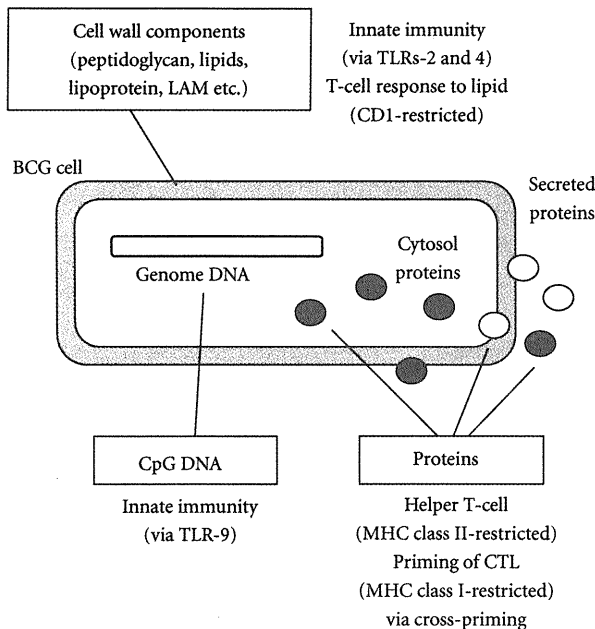 Cell wall components
(peptidoglycan, lipids,
lipoprotein, LAM etc.)
Innate immunity
(via TLRs-2 and 4)
T-cell response to lipid
(CD1-restricted)
BCG cell
Secreted
proteins
Cytosol
proteins
Genome DNA
CpG DNA
Innate immunity
(via TLR-9)
Proteins
Helper T-cell
(MHC class II-restricted)
Priming of CTL
(MHC class I-restricted)
via cross-priming